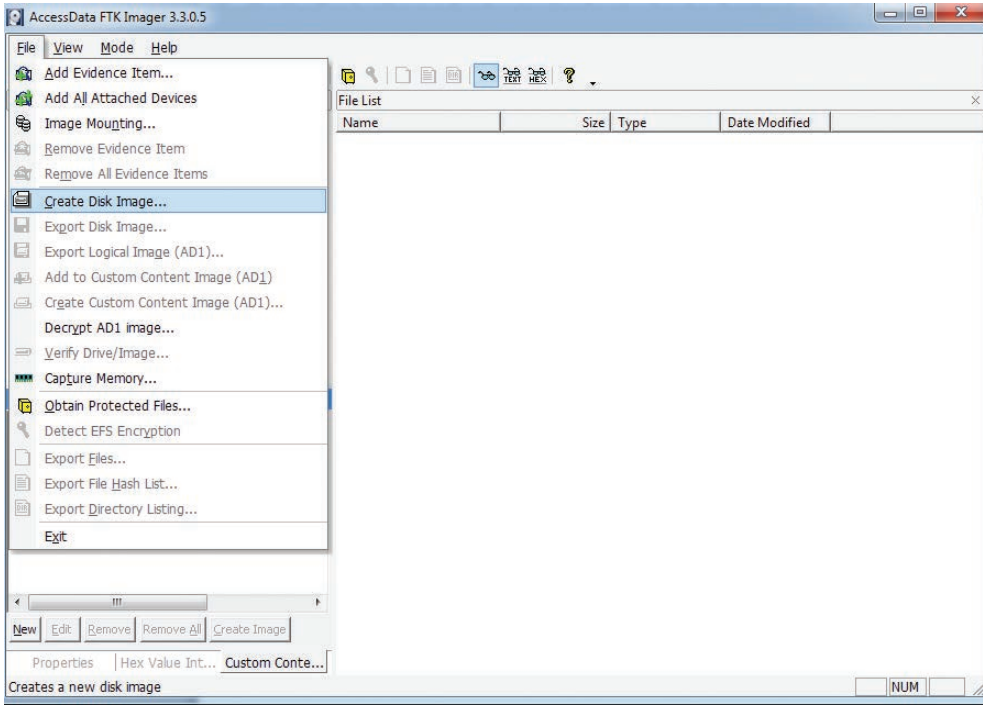 AccessData FTK Imager 3.3.0.5
File View Mode Help
Add Evidence Item...
Add All Attached Devices
Image Mounting...
Remove Evidence Item
Remove All Evidence Items
Create Disk Image...
Export Disk Image...
Export Logical Image (AD1)...
Add to Custom Content Image (AD1)
Create Custom Content Image (AD1)...
Decrypt AD1 image...
Verify Drive/Image...
Capture Memory...
Obtain Protected Files...
Detect EFS Encryption
Export Files...
Export File Hash List...
Export Directory Listing...
Exit
TEXT HEX
File List
Name Size Type Date Modified
New Edit Remove Remove All Create Image
Properties Hex Value Int... Custom Conte...
Creates a new disk image NUM